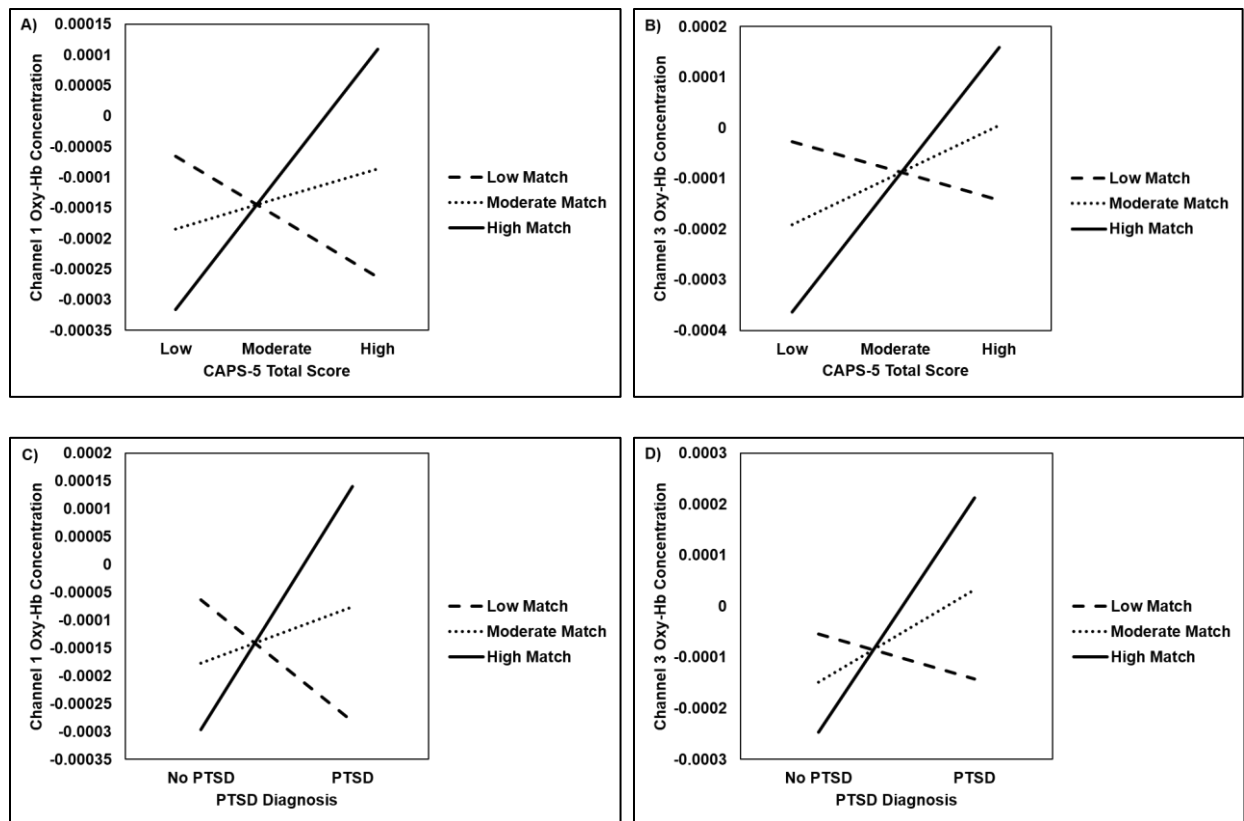 A)
Channel 1 Oxy-Hb Concentration
0.00015
0.0001
0.00005
0
-0.00005
-0.0001
-0.00015
-0.0002
-0.00025
-0.0003
-0.00035
Low Moderate High
CAPS-5 Total Score
Low Match
Moderate Match
High Match
B)
Channel 3 Oxy-Hb Concentration
0.0002
0.0001
0
-0.0001
-0.0002
-0.0003
-0.0004
Low Moderate High
CAPS-5 Total Score
Low Match
Moderate Match
High Match
C)
Channel 1 Oxy-Hb Concentration
0.0002
0.00015
0.0001
0.00005
0
-0.00005
-0.0001
-0.00015
-0.0002
-0.00025
-0.0003
-0.00035
No PTSD PTSD
PTSD Diagnosis
Low Match
Moderate Match
High Match
D)
Channel 3 Oxy-Hb Concentration
0.0003
0.0002
0.0001
0
-0.0001
-0.0002
-0.0003
No PTSD PTSD
PTSD Diagnosis
Low Match
Moderate Match
High Match